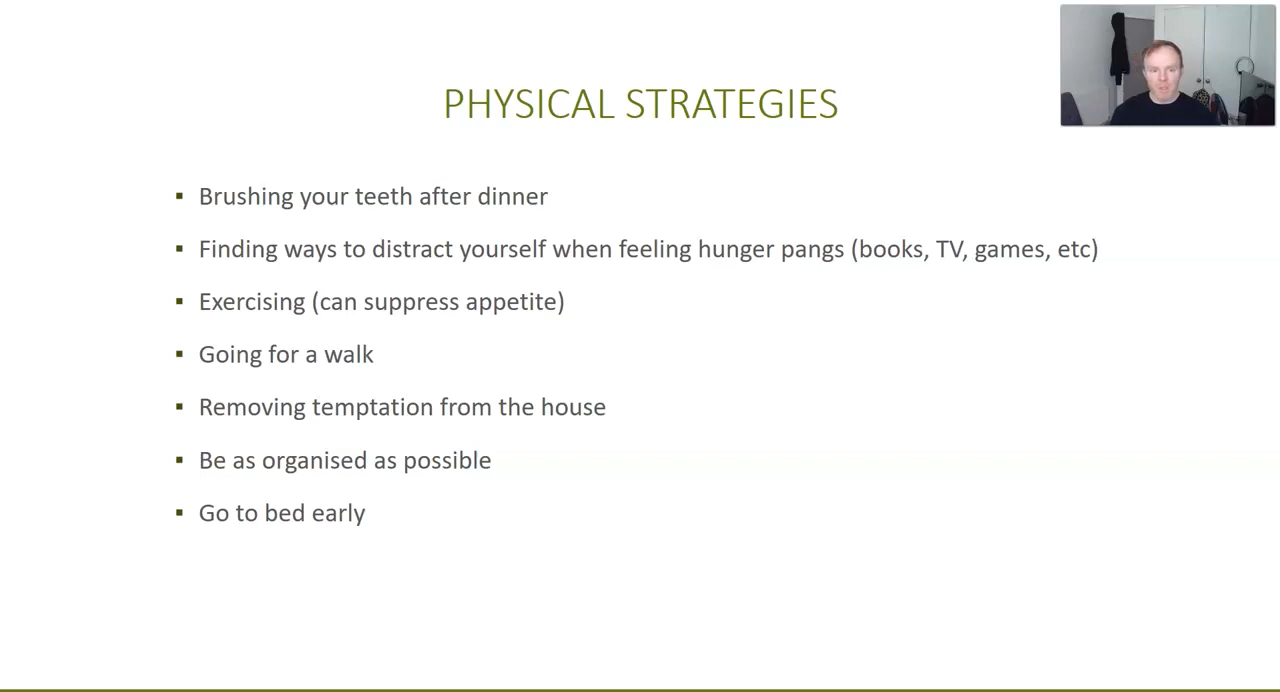 PHYSICAL STRATEGIES
Brushing your teeth after dinner
Finding ways to distract yourself when feeling hunger pangs (books, TV, games, etc)
Exercising (can suppress appetite)
Going for a walk
Removing temptation from the house
Be as organised as possible
Go to bed early